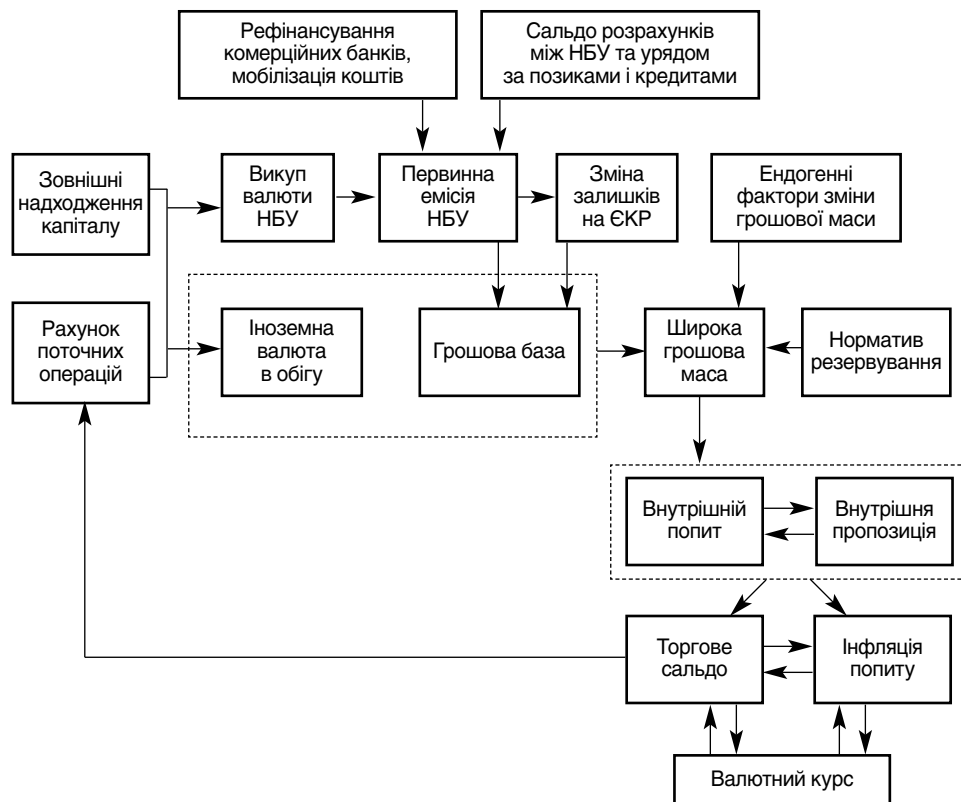 Рефінансування
комерційних банків,
мобілізація коштів
Сальдо розрахунків
між НБУ та урядом
за позиками і кредитами
Зовнішні
надходження
капіталу
Викуп
валюти
НБУ
Первинна
емісія
НБУ
Зміна
залишків
на ЄКР
Ендогенні
фактори зміни
грошової маси
Рахунок
поточних
операцій
Іноземна
валюта
в обігу
Грошова база
Широка
грошова
маса
Норматив
резервування
Внутрішній
попит
Внутрішня
пропозиція
Торгове
сальдо
Інфляція
попиту
Валютний курс